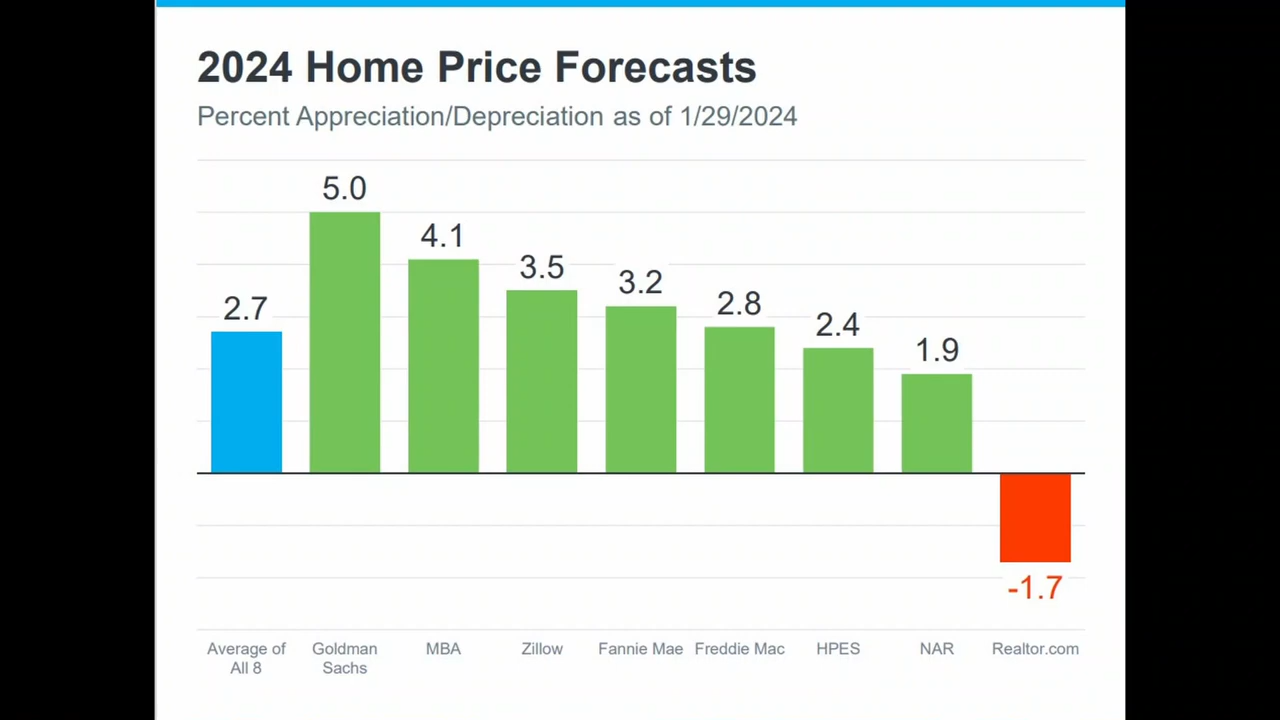 2024 Home Price Forecasts
Percent Appreciation/Depreciation as of 1/29/2024
2.7
5.0
4.1
3.5
3.2
2.8
2.4
1.9
-1.7
Average of
All 8
Goldman
Sachs
MBA
Zillow
Fannie Mae
Freddie Mac
HPES
NAR
Realtor.com